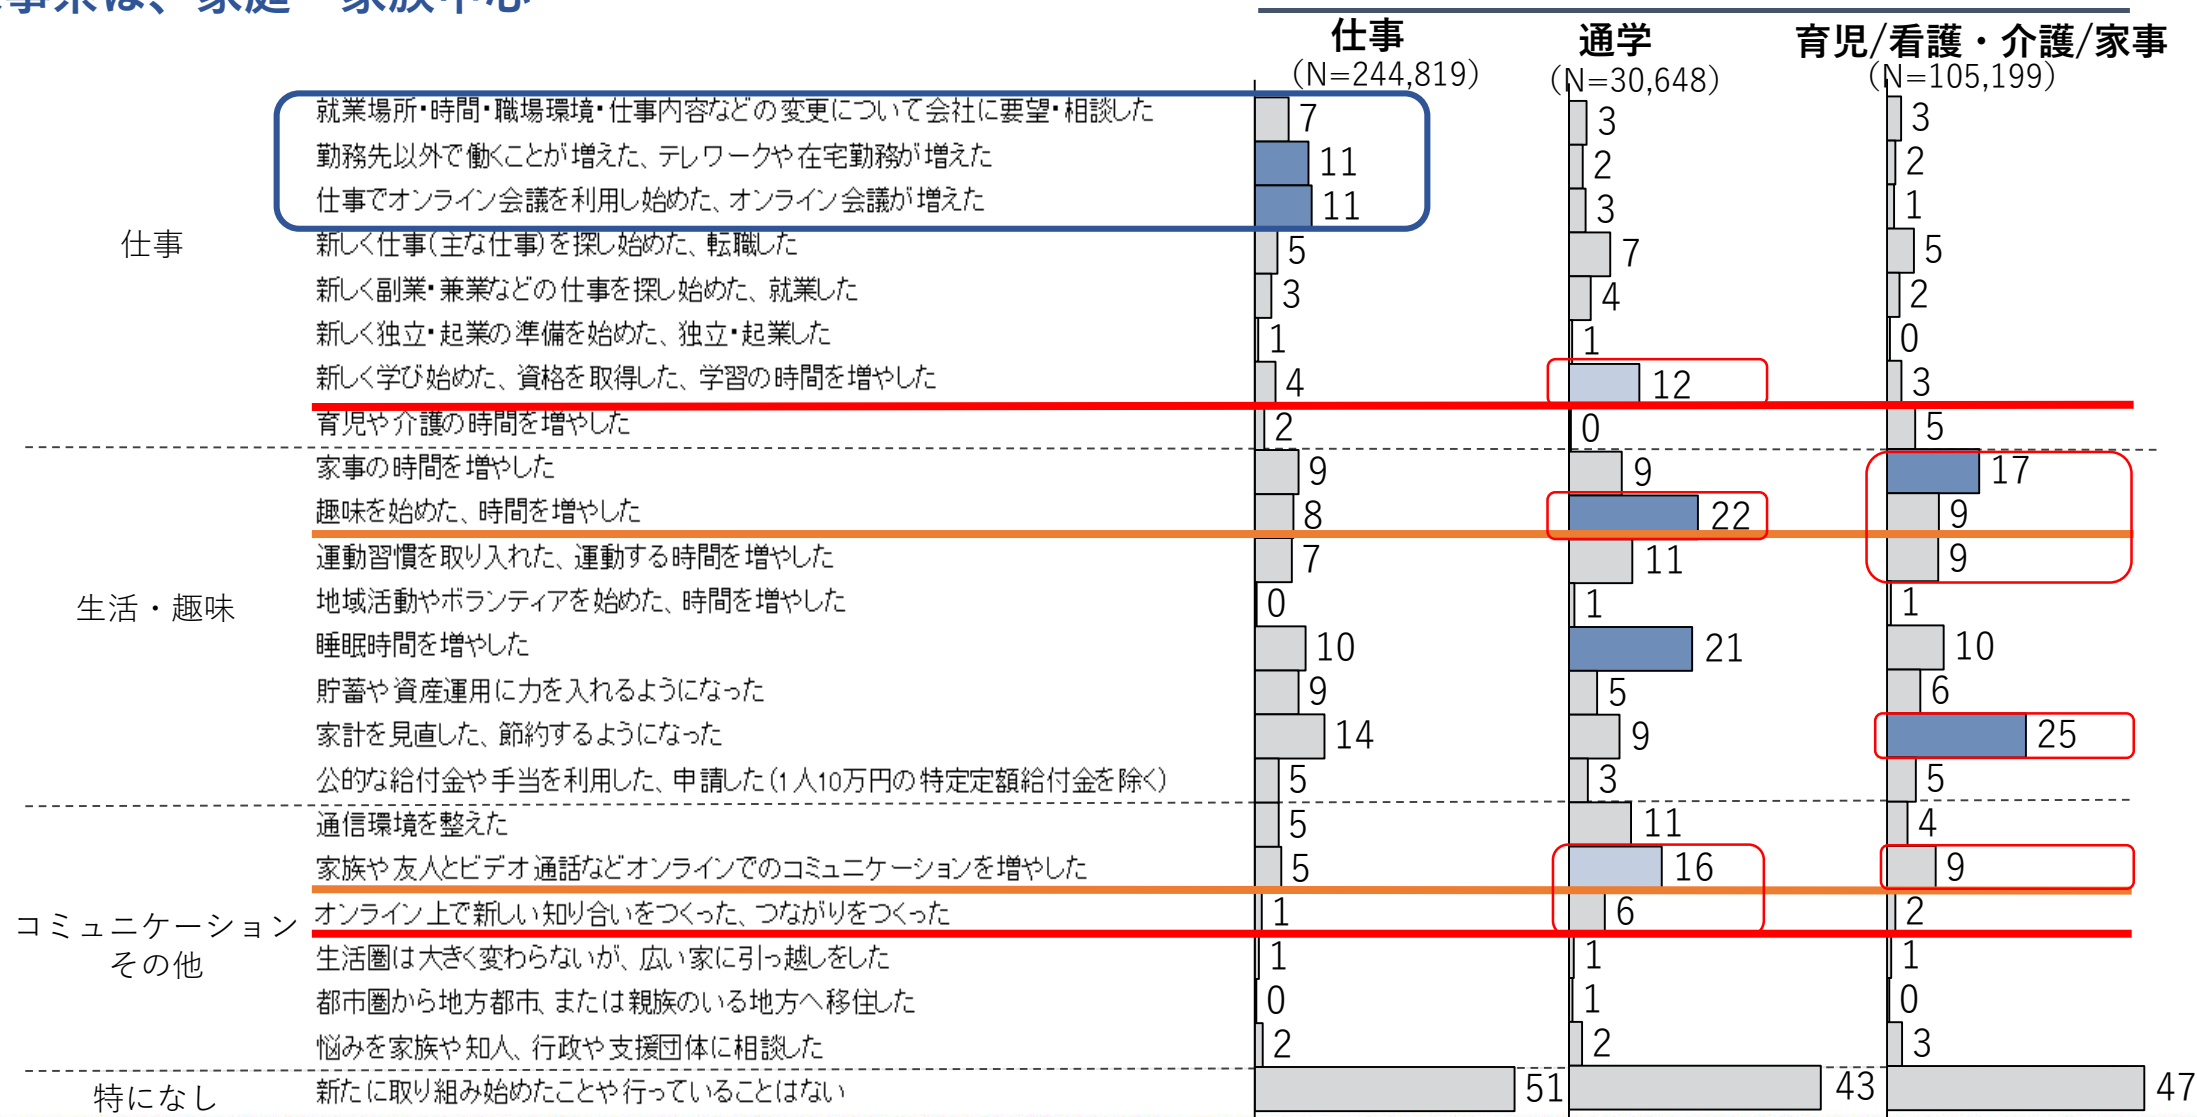 は、家庭・家族中心
仕事 通学 育児/看護・介護/家事
(N=244,819) (N=30,648) (N=105,199)
就業場所・時間・職場環境・仕事内容などの変更について会社に要望・相談した 7 3 3
勤務先以外で働くことが増えた、テレワークや在宅勤務が増えた 11 2 2
仕事でオンライン会議を利用し始めた、オンライン会議が増えた 11 3 1
仕事
新しく仕事(主な仕事)を探し始めた、転職した 5 7 5
新しく副業・兼業などの仕事を探し始めた、就業した 3 4 2
新しく独立・起業の準備を始めた、独立・起業した 1 1 0
新しく学び始めた、資格を取得した、学習の時間を増やした 4 12 3
育児や介護の時間を増やした 2 0 5
家事の時間を増やした 9 9 17
趣味を始めた、時間を増やした 8 22 9
運動習慣を取り入れた、運動する時間を増やした 7 11 9
生活・趣味
地域活動やボランティアを始めた、時間を増やした 0 1 1
睡眠時間を増やした 10 21 10
貯蓄や資産運用に力を入れるようになった 9 5 6
家計を見直した、節約するようになった 14 9 25
公的な給付金や手当を利用した、申請した(1人10万円の特定定額給付金を除く) 5 3 5
通信環境を整えた 5 11 4
家族や友人とビデオ通話などオンラインでのコミュニケーションを増やした 5 16 9
コミュニケーション
その他
オンライン上で新しい知り合いをつくった、つながりをつくった 1 6 2
生活圏は大きく変わらないが、広い家に引っ越しをした 1 1 1
都市圏から地方都市、または親族のいる地方へ移住した 0 1 0
悩みを家族や知人、行政や支援団体に相談した 2 2 3
特になし
新たに取り組み始めたことや行っていることはない 51 43 47